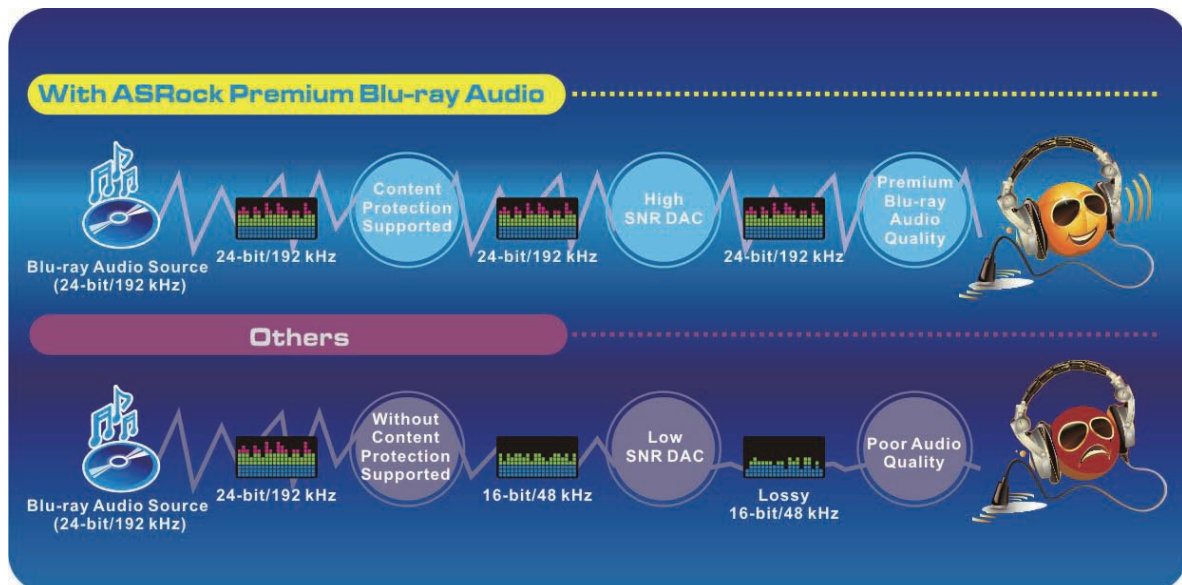 With ASRock Premium Blu-ray Audio
Blu-ray Audio Source
(24-bit/192 kHz)
24-bit/192 kHz
Content
Protection
Supported
24-bit/192 kHz
High
SNR DAC
24-bit/192 kHz
Premium
Blu-ray
Audio
Quality
Others
Blu-ray Audio Source
(24-bit/192 kHz)
24-bit/192 kHz
Without
Content
Protection
Supported
16-bit/48 kHz
Low
SNR DAC
Lossy
16-bit/48 kHz
Poor Audio
Quality